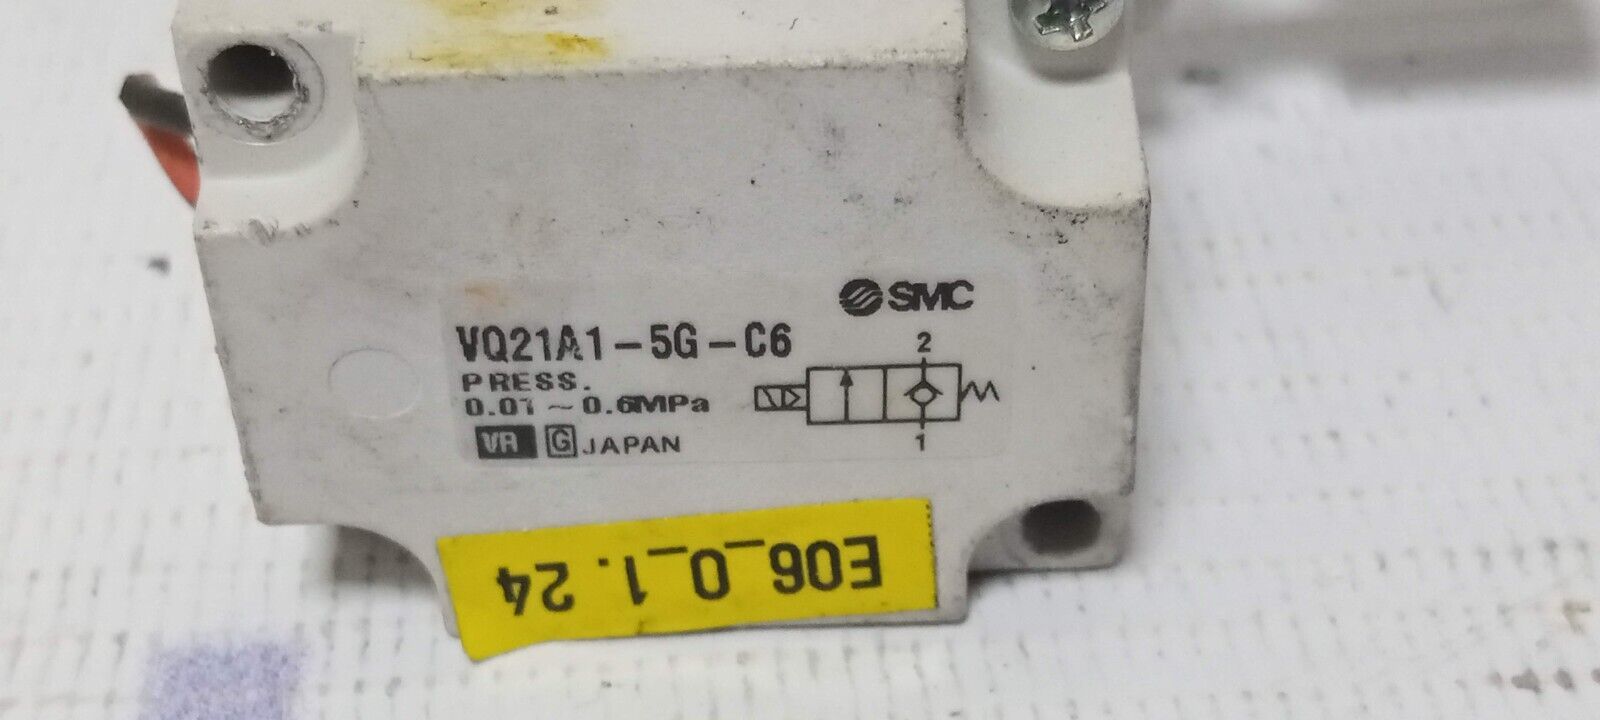 SMC
VQ21A1-5G-C6
2
PRESS.
0.01~0.6MPa
1
VR G JAPAN
E06_0_1.24